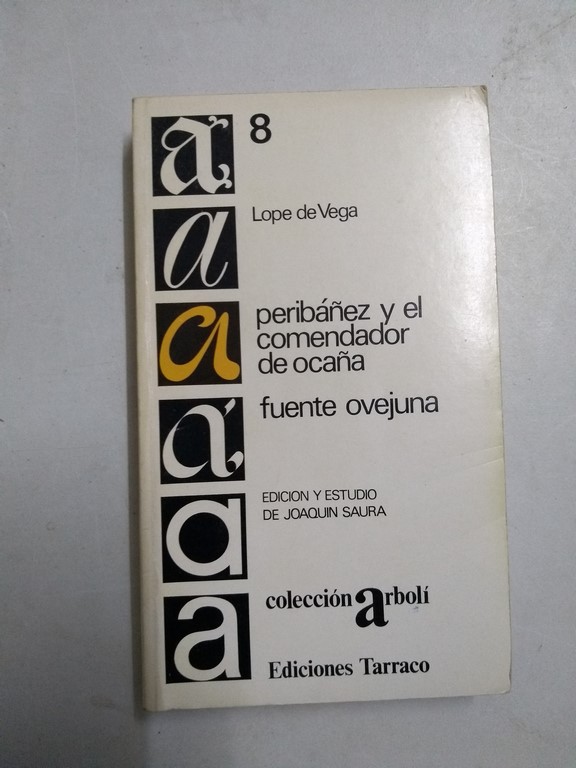 a
8
a
Lope de Vega
a
peribáñez y el
comendador
de ocaña
a
fuente ovejuna
a
EDICION Y ESTUDIO
DE JOAQUIN SAURA
a
colección arbolí
Ediciones Tarraco